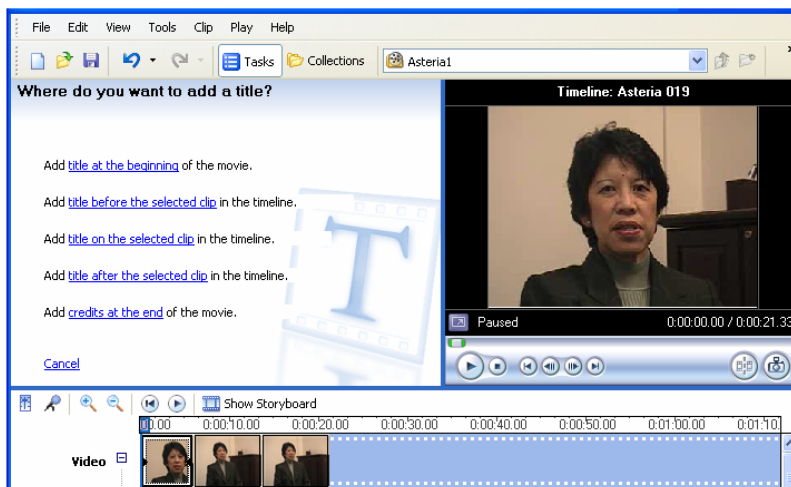 File Edit View Tools Clip Play Help
Tasks Collections Asteria1
Where do you want to add a title?
Timeline: Asteria 019
Add title at the beginning of the movie.
Add title before the selected clip in the timeline.
Add title on the selected clip in the timeline.
Add title after the selected clip in the timeline.
Add credits at the end of the movie.
Cancel
T
Paused 0:00:00.00 / 0:00:21.33
Show Storyboard
00.00 0:00:10.00 0:00:20.00 0:00:30.00 0:00:40.00 0:00:50.00 0:01:00.00 0:01:10.
Video